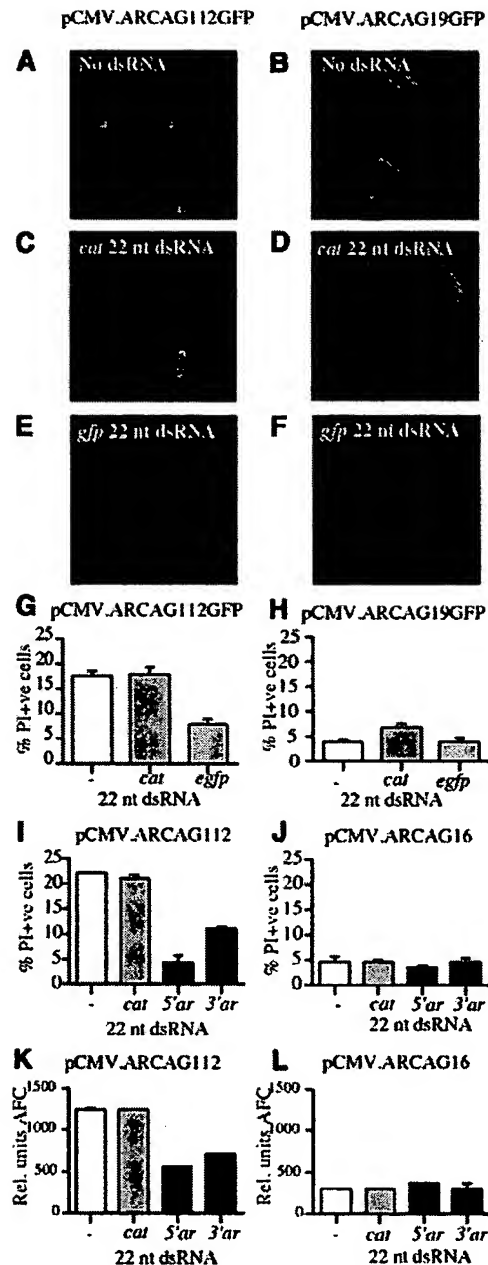 pCMV.ARCAG112GFP pCMV.ARCAG19GFP
A No dsRNA B No dsRNA
C cat 22 nt dsRNA D cat 22 nt dsRNA
E gfp 22 nt dsRNA F gfp 22 nt dsRNA
G pCMV.ARCAG112GFP H pCMV.ARCAG19GFP
% PI+ve cells 25 20 15 10 5 0 % PI+ve cells 25 20 15 10 5 0
- cat egfp - cat egfp
22 nt dsRNA 22 nt dsRNA
I pCMV.ARCAG112 J pCMV.ARCAG16
% PI+ve cells 25 20 15 10 5 0 % PI+ve cells 25 20 15 10 5 0
- cat 5'ar 3'ar - cat 5'ar 3'ar
22 nt dsRNA 22 nt dsRNA
K pCMV.ARCAG112 L pCMV.ARCAG16
Rel. units AFC 1500 1000 500 0 Rel. units AFC 1500 1000 500 0
- cat 5'ar 3'ar - cat 5'ar 3'ar
22 nt dsRNA 22 nt dsRNA